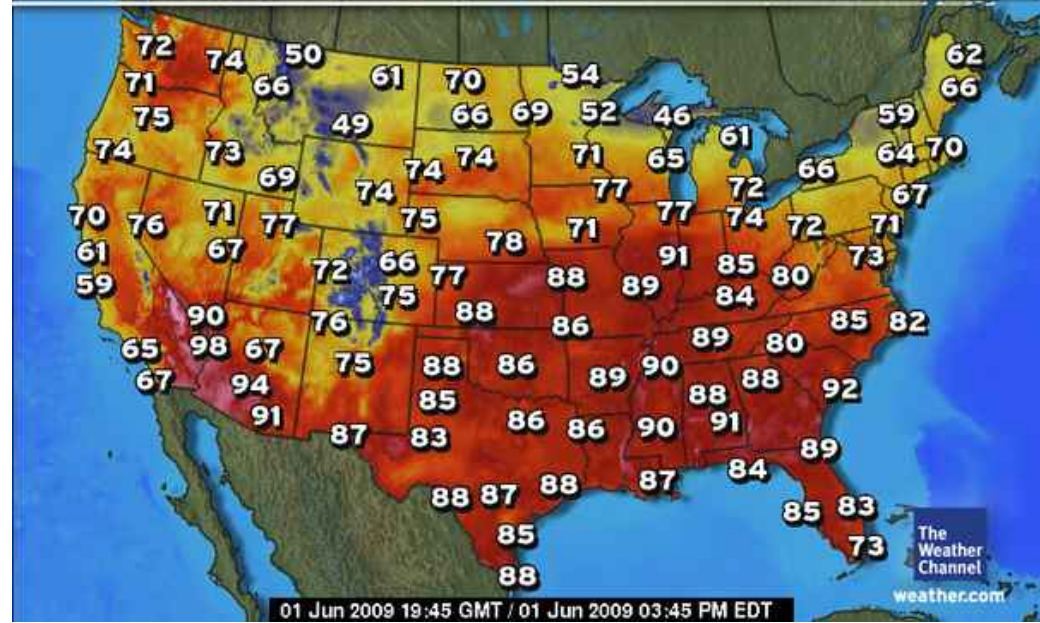 72 74 50 61 70 54 62
71 66 66
75 49 66 69 52 46 61 59
74 73 74 74 71 65 66 64 70
69 74 77 72 67
70 76 71 77 75 78 71 77 74 72 71
61 67 72 66 77 88 91 85 80 73
59 75 88 89 84
90 76 86 89 80 85 82
65 98 67 75 88 86 89 90 88
67 94 85 88 92
91 87 83 86 86 90 91 89
88 87 88 87 84
85 85 83
88 73
The
Weather
Channel
weather.com
01 Jun 2009 19:45 GMT / 01 Jun 2009 03:45 PM EDT